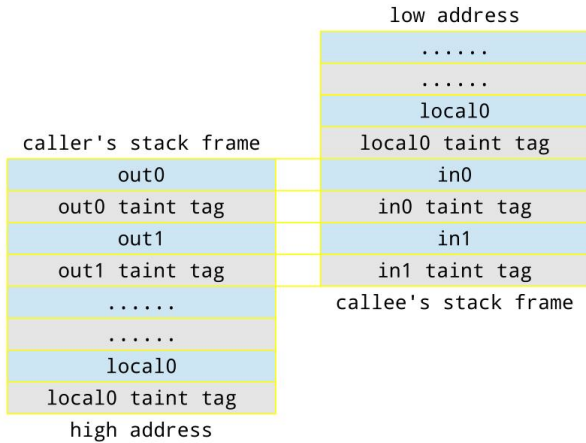 low address
......
......
local0
local0 taint tag
in0
in0 taint tag
in1
in1 taint tag
callee's stack frame
caller's stack frame
out0
out0 taint tag
out1
out1 taint tag
......
......
local0
local0 taint tag
high address